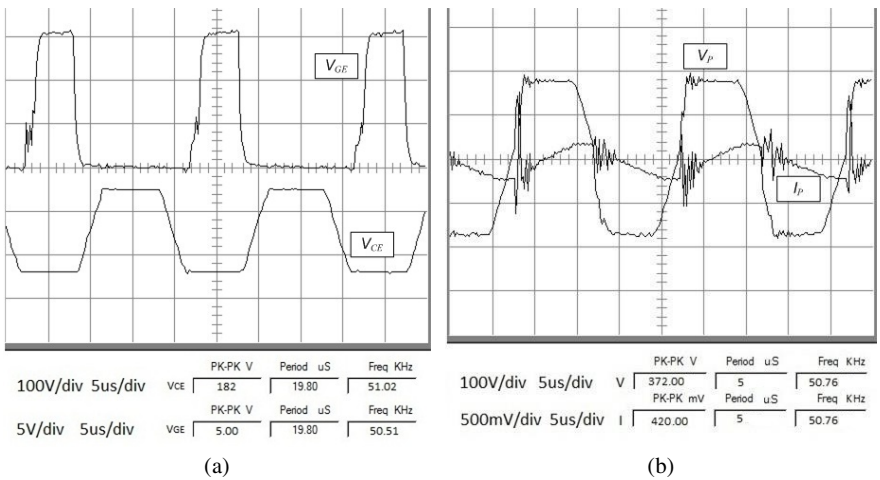 V_GE
V_CE
PK-PK V Period uS Freq KHz
100V/div 5us/div VCE 182 19.80 51.02
PK-PK V Period uS Freq KHz
5V/div 5us/div VGE 5.00 19.80 50.51
(a)
V_P
I_P
PK-PK V Period uS Freq KHz
100V/div 5us/div V 372.00 5 50.76
PK-PK mV Period uS Freq KHz
500mV/div 5us/div I 420.00 5 50.76
(b)